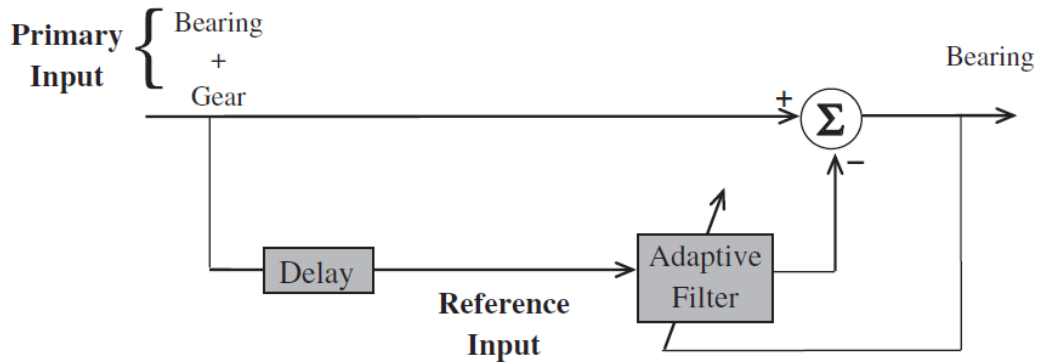 Primary
Input
Bearing
+
Gear
Bearing
+
Σ
−
Delay
Reference
Input
Adaptive
Filter